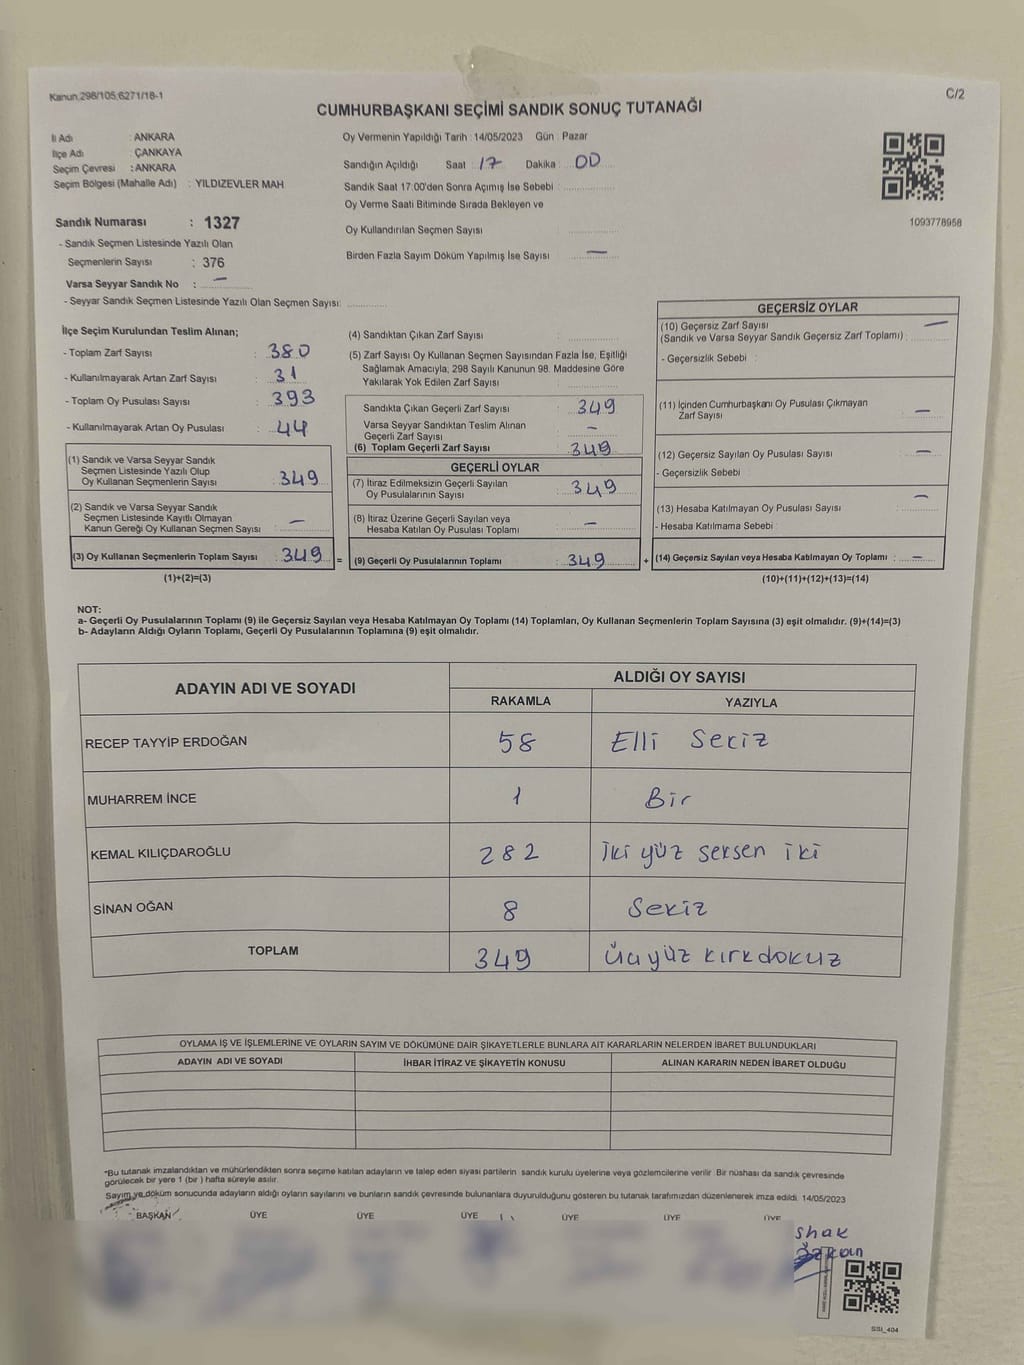 Kanun,298/105;6271/18-1
C/2
CUMHURBAŞKANI SEÇİMİ SANDIK SONUÇ TUTANAĞI
İl Adı : ANKARA
İlçe Adı : ÇANKAYA
Seçim Çevresi : ANKARA
Seçim Bölgesi (Mahalle Adı) : YILDIZEVLER MAH
Oy Vermenin Yapıldığı Tarih : 14/05/2023 Gün : Pazar
Sandığın Açıldığı Saat : 17 Dakika : 00
Sandık Saat 17.00'den Sonra Açımış İse Sebebi :
Oy Verme Saati Bitiminde Sırada Bekleyen ve
Oy Kullandırılan Seçmen Sayısı
Birden Fazla Sayım Döküm Yapılmış İse Sayısı —
1093778958
Sandık Numarası : 1327
- Sandık Seçmen Listesinde Yazılı Olan
Seçmenlerin Sayısı : 376
Varsa Seyyar Sandık No : —
- Seyyar Sandık Seçmen Listesinde Yazılı Olan Seçmen Sayısı:
İlçe Seçim Kurulundan Teslim Alınan;
- Toplam Zarf Sayısı : 380
- Kullanılmayarak Artan Zarf Sayısı : 31
- Toplam Oy Pusulası Sayısı : 393
- Kullanılmayarak Artan Oy Pusulası : 44
(1) Sandık ve Varsa Seyyar Sandık
Seçmen Listesinde Yazılı Olup
Oy Kullanan Seçmenlerin Sayısı : 349
(2) Sandık ve Varsa Seyyar Sandık
Seçmen Listesinde Kayıtlı Olmayan
Kanun Gereği Oy Kullanan Seçmen Sayısı : —
(3) Oy Kullanan Seçmenlerin Toplam Sayısı : 349 =
(1)+(2)=(3)
(4) Sandıktan Çıkan Zarf Sayısı :
(5) Zarf Sayısı Oy Kullanan Seçmen Sayısından Fazla İse, Eşitliği
Sağlamak Amacıyla, 298 Sayılı Kanunun 98. Maddesine Göre
Yakılarak Yok Edilen Zarf Sayısı :
Sandıkta Çıkan Geçerli Zarf Sayısı : 349
Varsa Seyyar Sandıktan Teslim Alınan
Geçerli Zarf Sayısı : —
(6) Toplam Geçerli Zarf Sayısı : 349
GEÇERLİ OYLAR
(7) İtiraz Edilmeksizin Geçerli Sayılan
Oy Pusulalarının Sayısı : 349
(8) İtiraz Üzerine Geçerli Sayılan veya
Hesaba Katılan Oy Pusulası Toplamı : —
(9) Geçerli Oy Pusulalarının Toplamı : 349 +
GEÇERSİZ OYLAR
(10) Geçersiz Zarf Sayısı
(Sandık ve Varsa Seyyar Sandık Geçersiz Zarf Toplamı) : —
- Geçersizlik Sebebi :
(11) İçinden Cumhurbaşkanı Oy Pusulası Çıkmayan
Zarf Sayısı : —
(12) Geçersiz Sayılan Oy Pusulası Sayısı : —
- Geçersizlik Sebebi :
(13) Hesaba Katılmayan Oy Pusulası Sayısı : —
- Hesaba Katılmama Sebebi :
(14) Geçersiz Sayılan veya Hesaba Katılmayan Oy Toplamı : —
(10)+(11)+(12)+(13)=(14)
NOT:
a- Geçerli Oy Pusulalarının Toplamı (9) ile Geçersiz Sayılan veya Hesaba Katılmayan Oy Toplamı (14) Toplamları, Oy Kullanan Seçmenlerin Toplam Sayısına (3) eşit olmalıdır. (9)+(14)=(3)
b- Adayların Aldığı Oyların Toplamı, Geçerli Oy Pusulalarının Toplamına (9) eşit olmalıdır.
ADAYIN ADI VE SOYADI
ALDIĞI OY SAYISI
RAKAMLA YAZIYLA
RECEP TAYYİP ERDOĞAN 58 Elli Sekiz
MUHARREM İNCE 1 Bir
KEMAL KILIÇDAROĞLU 282 İki yüz seksen iki
SİNAN OĞAN 8 Sekiz
TOPLAM 349 Üçyüz kırkdokuz
OYLAMA İŞ VE İŞLEMLERİNE VE OYLARIN SAYIM VE DÖKÜMÜNE DAİR ŞİKAYETLERLE BUNLARA AİT KARARLARIN NELERDEN İBARET BULUNDUKLARI
ADAYIN ADI VE SOYADI İHBAR İTİRAZ VE ŞİKAYETİN KONUSU ALINAN KARARIN NEDEN İBARET OLDUĞU
*Bu tutanak imzalandıktan ve mühürlendikten sonra seçime katılan adayların ve talep eden siyasi partilerin sandık kurulu üyelerine veya gözlemcilerine verilir. Bir nüshası da sandık çevresinde
görülecek bir yere 1 (bir ) hafta süreyle asılır.
Sayım ve döküm sonucunda adayların aldığı oyların sayılarını ve bunların sandık çevresinde bulunanlara duyurulduğunu gösteren bu tutanak tarafımızdan düzenlenerek imza edildi. 14/05/2023
BAŞKAN ÜYE ÜYE ÜYE ÜYE ÜYE ÜYE
shak
Özkan
SSI_404